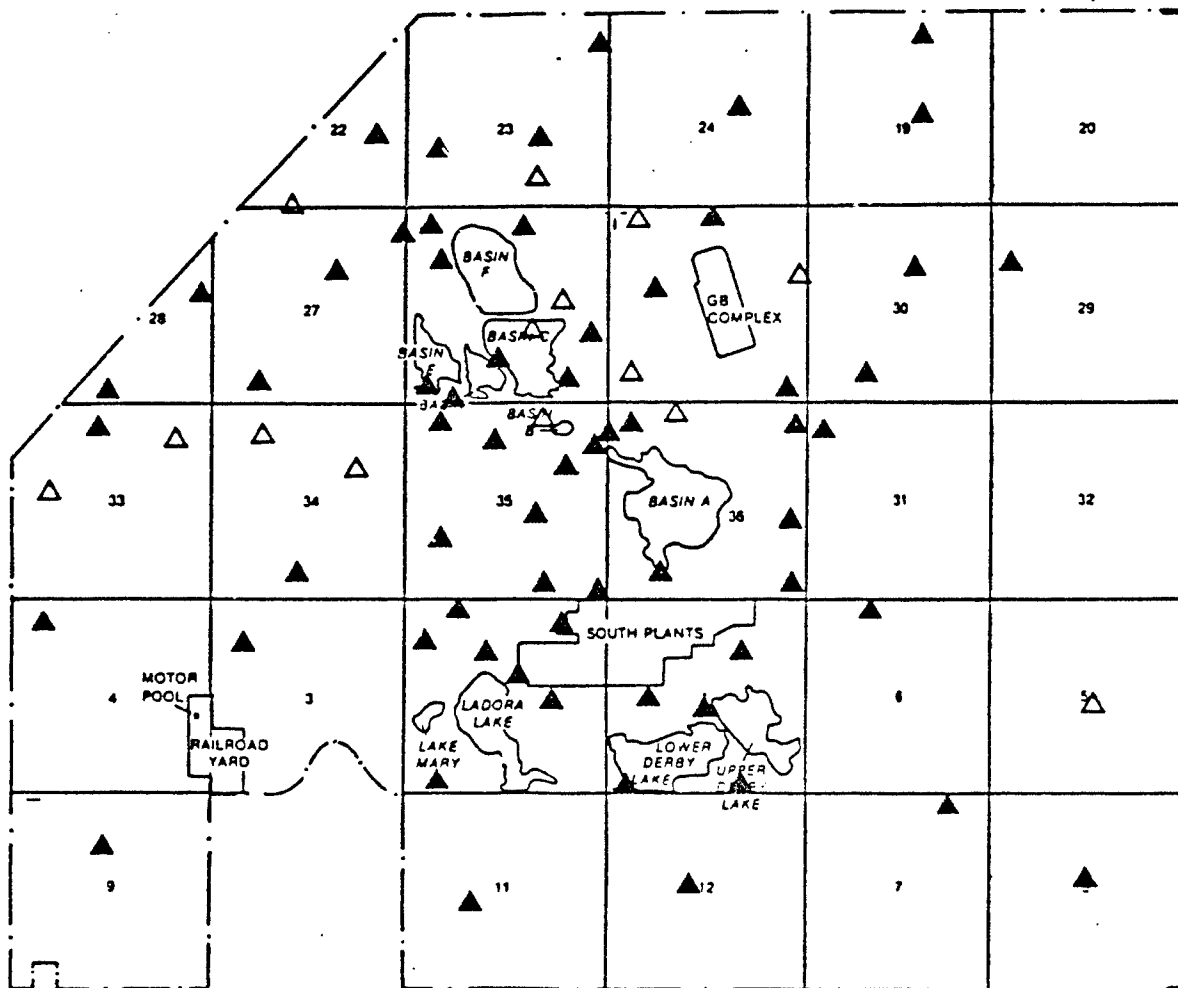 22
23
24
19
20
BASIN
F
GB
COMPLEX
28
27
30
29
BASIN
E
BASIN C
BASIN
B
33
34
35
BASIN A
36
31
32
SOUTH PLANTS
MOTOR
POOL
4
3
LADORA
LAKE
6
5
RAILROAD
YARD
LAKE
MARY
LOWER
DERBY
LAKE
UPPER
DERBY
LAKE
9
11
12
7